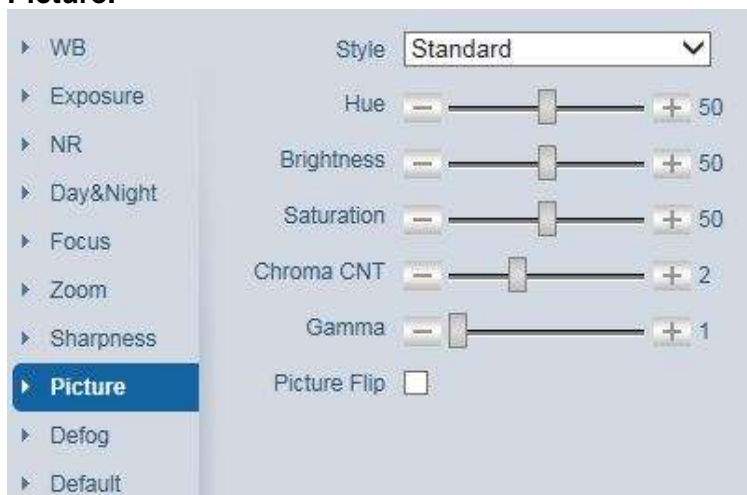 Picture:
WB
Exposure
NR
Day&Night
Focus
Zoom
Sharpness
Picture
Defog
Default
Style Standard
Hue 50
Brightness 50
Saturation 50
Chroma CNT 2
Gamma 1
Picture Flip